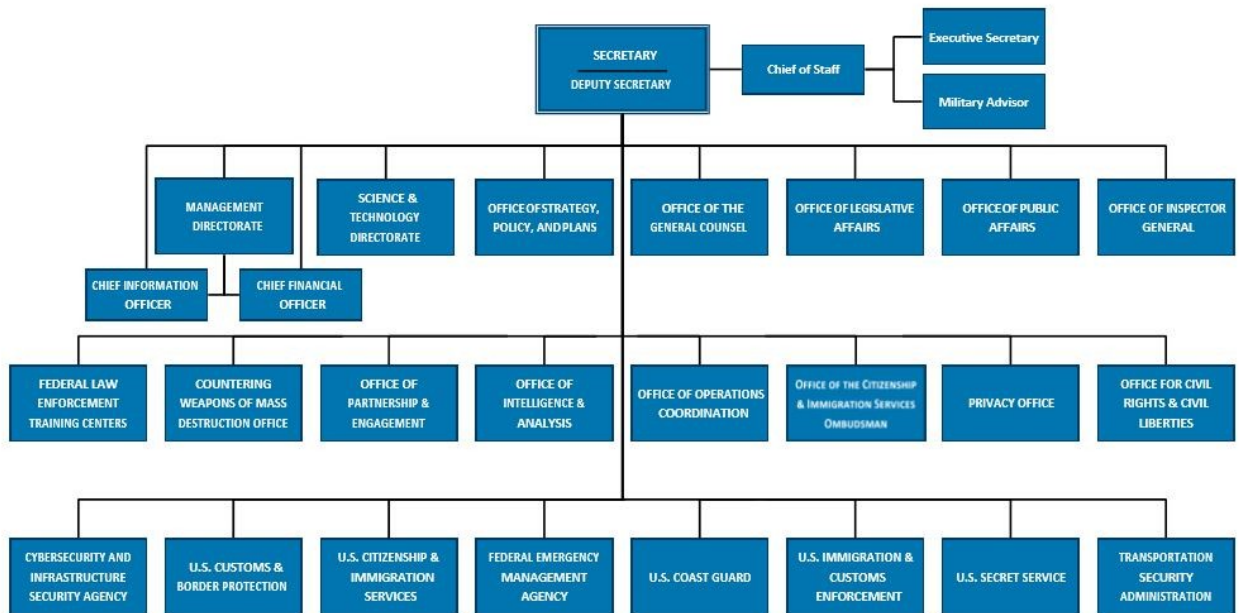 SECRETARY
DEPUTY SECRETARY
Chief of Staff
Executive Secretary
Military Advisor
MANAGEMENT
DIRECTORATE
SCIENCE &
TECHNOLOGY
DIRECTORATE
OFFICE OF STRATEGY,
POLICY, AND PLANS
OFFICE OF THE
GENERAL COUNSEL
OFFICE OF LEGISLATIVE
AFFAIRS
OFFICE OF PUBLIC
AFFAIRS
OFFICE OF INSPECTOR
GENERAL
CHIEF INFORMATION
OFFICER
CHIEF FINANCIAL
OFFICER
FEDERAL LAW
ENFORCEMENT
TRAINING CENTERS
COUNTERING
WEAPONS OF MASS
DESTRUCTION OFFICE
OFFICE OF
PARTNERSHIP &
ENGAGEMENT
OFFICE OF
INTELLIGENCE &
ANALYSIS
OFFICE OF OPERATIONS
COORDINATION
OFFICE OF THE CITIZENSHIP
& IMMIGRATION SERVICES
OMBUDSMAN
PRIVACY OFFICE
OFFICE FOR CIVIL
RIGHTS & CIVIL
LIBERTIES
CYBERSECURITY AND
INFRASTRUCTURE
SECURITY AGENCY
U.S. CUSTOMS &
BORDER PROTECTION
U.S. CITIZENSHIP &
IMMIGRATION
SERVICES
FEDERAL EMERGENCY
MANAGEMENT
AGENCY
U.S. COAST GUARD
U.S. IMMIGRATION &
CUSTOMS
ENFORCEMENT
U.S. SECRET SERVICE
TRANSPORTATION
SECURITY
ADMINISTRATION